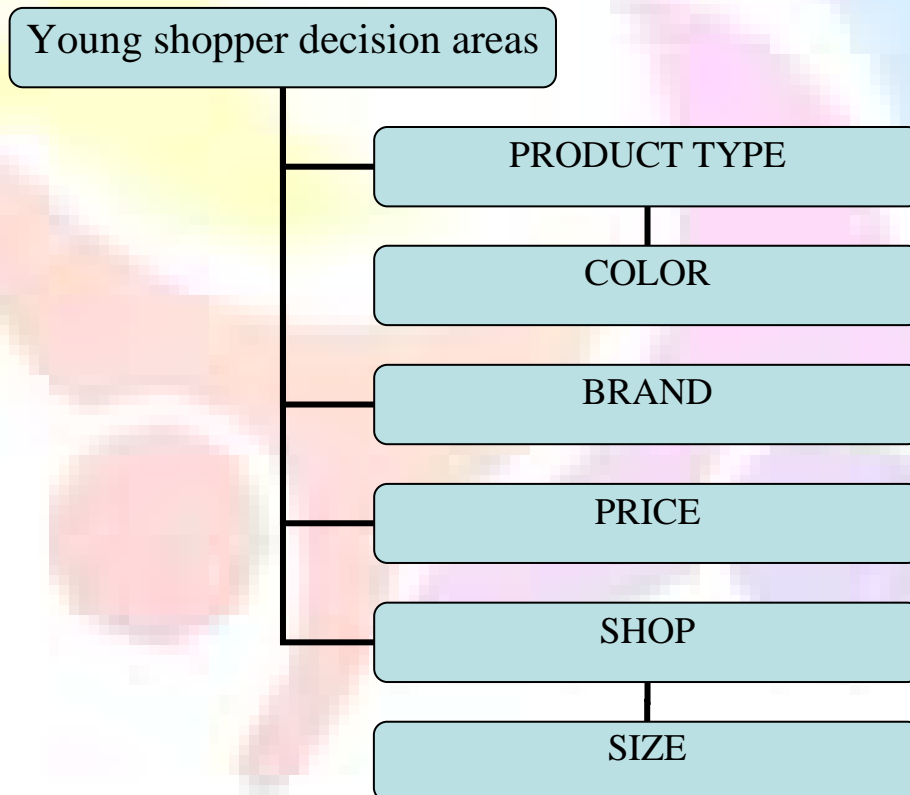 Young shopper decision areas
PRODUCT TYPE
COLOR
BRAND
PRICE
SHOP
SIZE